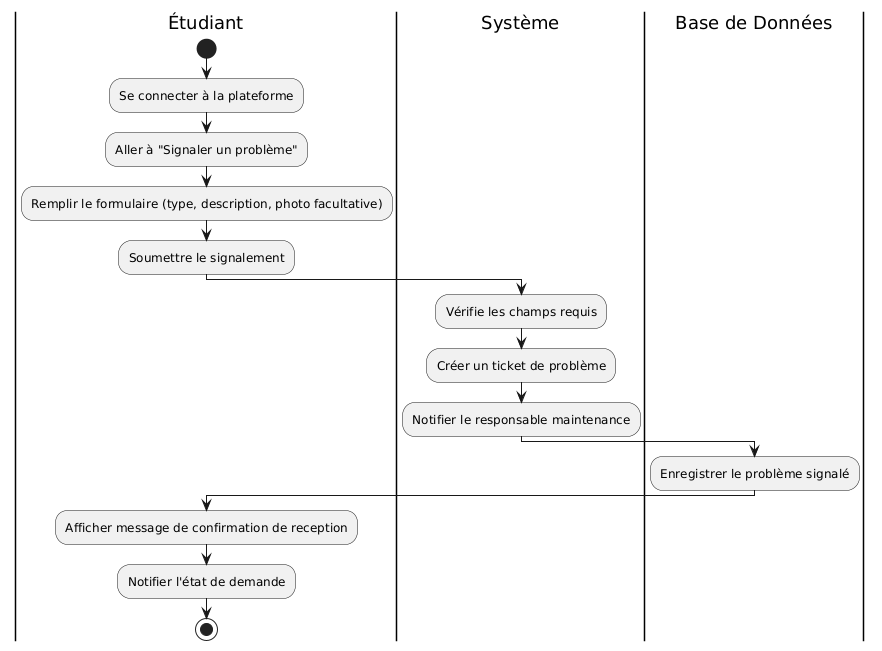 Étudiant
Système
Base de Données
Se connecter à la plateforme
Aller à "Signaler un problème"
Remplir le formulaire (type, description, photo facultative)
Soumettre le signalement
Vérifie les champs requis
Créer un ticket de problème
Notifier le responsable maintenance
Enregistrer le problème signalé
Afficher message de confirmation de reception
Notifier l'état de demande